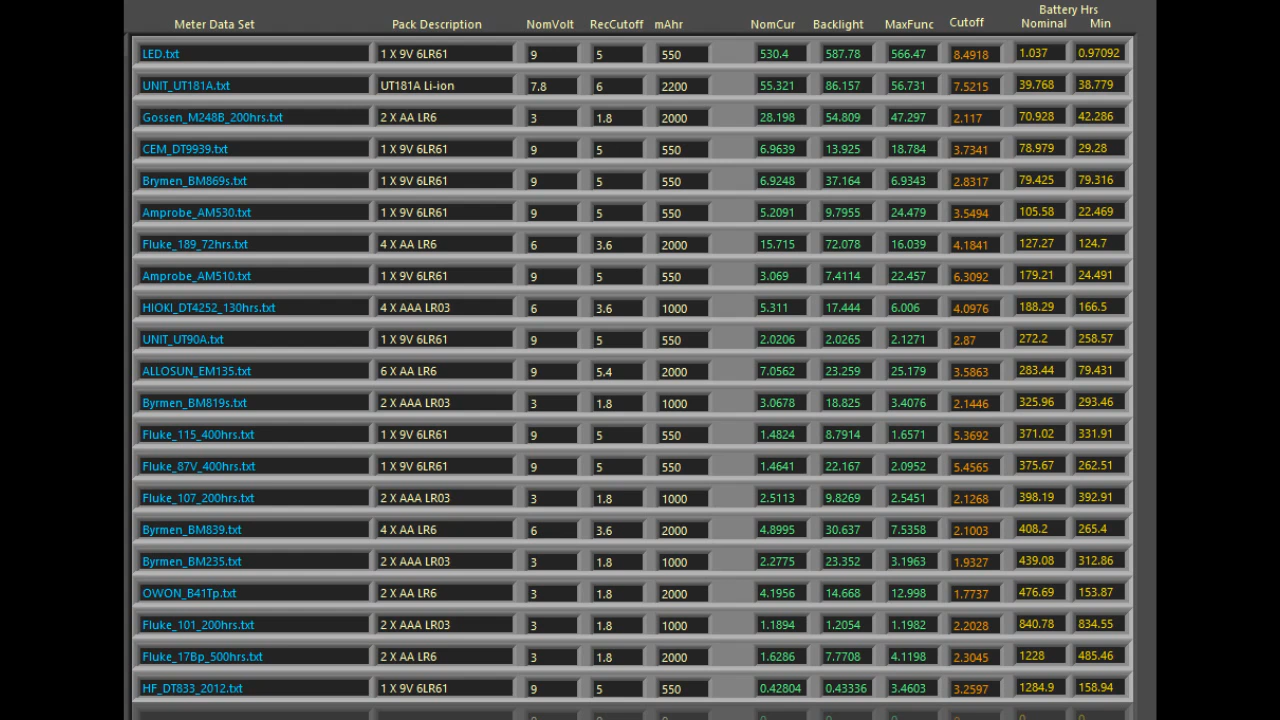 Battery Hrs
Meter Data Set Pack Description NomVolt RecCutoff mAhr NomCur Backlight MaxFunc Cutoff Nominal Min
LED.txt 1 X 9V 6LR61 9 5 550 530.4 587.78 566.47 8.4918 1.037 0.97092
UNIT_UT181A.txt UT181A Li-ion 7.8 6 2200 55.321 86.157 56.731 7.5215 39.768 38.779
Gossen_M248B_200hrs.txt 2 X AA LR6 3 1.8 2000 28.198 54.809 47.297 2.117 70.928 42.286
CEM_DT9939.txt 1 X 9V 6LR61 9 5 550 6.9639 13.925 18.784 3.7341 78.979 29.28
Brymen_BM869s.txt 1 X 9V 6LR61 9 5 550 6.9248 37.164 6.9343 2.8317 79.425 79.316
Amprobe_AM530.txt 1 X 9V 6LR61 9 5 550 5.2091 9.7955 24.479 3.5494 105.58 22.469
Fluke_189_72hrs.txt 4 X AA LR6 6 3.6 2000 15.715 72.078 16.039 4.1841 127.27 124.7
Amprobe_AM510.txt 1 X 9V 6LR61 9 5 550 3.069 7.4114 22.457 6.3092 179.21 24.491
HIOKI_DT4252_130hrs.txt 4 X AAA LR03 6 3.6 1000 5.311 17.444 6.006 4.0976 188.29 166.5
UNIT_UT90A.txt 1 X 9V 6LR61 9 5 550 2.0206 2.0265 2.1271 2.87 272.2 258.57
ALLOSUN_EM135.txt 6 X AA LR6 9 5.4 2000 7.0562 23.259 25.179 3.5863 283.44 79.431
Byrmen_BM819s.txt 2 X AAA LR03 3 1.8 1000 3.0678 18.825 3.4076 2.1446 325.96 293.46
Fluke_115_400hrs.txt 1 X 9V 6LR61 9 5 550 1.4824 8.7914 1.6571 5.3692 371.02 331.91
Fluke_87V_400hrs.txt 1 X 9V 6LR61 9 5 550 1.4641 22.167 2.0952 5.4565 375.67 262.51
Fluke_107_200hrs.txt 2 X AAA LR03 3 1.8 1000 2.5113 9.8269 2.5451 2.1268 398.19 392.91
Byrmen_BM839.txt 4 X AA LR6 6 3.6 2000 4.8995 30.637 7.5358 2.1003 408.2 265.4
Byrmen_BM235.txt 2 X AAA LR03 3 1.8 1000 2.2775 23.352 3.1963 1.9327 439.08 312.86
OWON_B41Tp.txt 2 X AA LR6 3 1.8 2000 4.1956 14.668 12.998 1.7737 476.69 153.87
Fluke_101_200hrs.txt 2 X AAA LR03 3 1.8 1000 1.1894 1.2054 1.1982 2.2028 840.78 834.55
Fluke_17Bp_500hrs.txt 2 X AA LR6 3 1.8 2000 1.6286 7.7708 4.1198 2.3045 1228 485.46
HF_DT833_2012.txt 1 X 9V 6LR61 9 5 550 0.42804 0.43336 3.4603 3.2597 1284.9 158.94